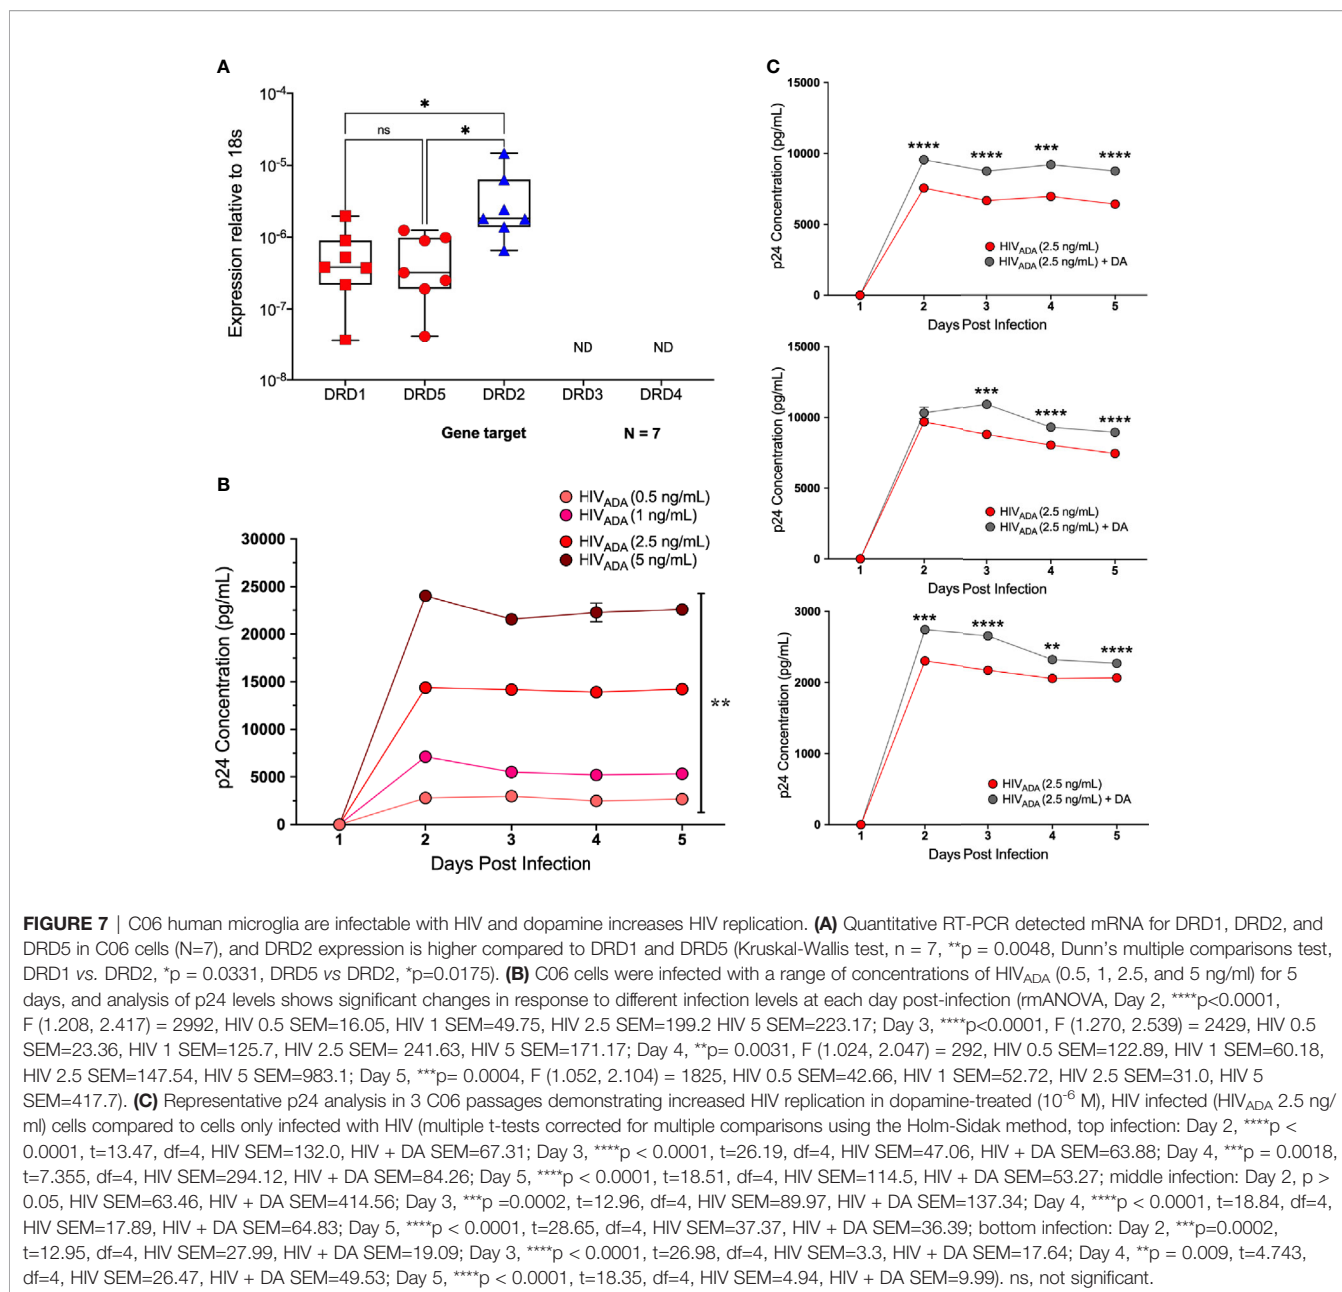 A
Expression relative to 18s
10-4
10-5
10-6
10-7
10-8
*
ns
*
ND
ND
DRD1
DRD5
DRD2
DRD3
DRD4
Gene target
N = 7
B
HIVADA (0.5 ng/mL)
HIVADA (1 ng/mL)
HIVADA (2.5 ng/mL)
HIVADA (5 ng/mL)
p24 Concentration (pg/mL)
30000
25000
20000
15000
10000
5000
0
**
1 2 3 4 5
Days Post Infection
C
p24 Concentration (pg/mL)
15000
10000
5000
0
**** **** *** ****
HIVADA (2.5 ng/mL)
HIVADA (2.5 ng/mL) + DA
1 2 3 4 5
Days Post Infection
p24 Concentration (pg/mL)
15000
10000
5000
0
*** **** ****
HIVADA (2.5 ng/mL)
HIVADA (2.5 ng/mL) + DA
1 2 3 4 5
Days Post Infection
p24 Concentration (pg/mL)
3000
2000
1000
0
*** **** ** ****
HIVADA (2.5 ng/mL)
HIVADA (2.5 ng/mL) + DA
1 2 3 4 5
Days Post Infection
FIGURE 7 | C06 human microglia are infectable with HIV and dopamine increases HIV replication. (A) Quantitative RT-PCR detected mRNA for DRD1, DRD2, and
DRD5 in C06 cells (N=7), and DRD2 expression is higher compared to DRD1 and DRD5 (Kruskal-Wallis test, n = 7, **p = 0.0048, Dunn's multiple comparisons test,
DRD1 vs. DRD2, *p = 0.0331, DRD5 vs DRD2, *p=0.0175). (B) C06 cells were infected with a range of concentrations of HIVADA (0.5, 1, 2.5, and 5 ng/ml) for 5
days, and analysis of p24 levels shows significant changes in response to different infection levels at each day post-infection (rmANOVA, Day 2, ****p<0.0001,
F (1.208, 2.417) = 2992, HIV 0.5 SEM=16.05, HIV 1 SEM=49.75, HIV 2.5 SEM=199.2 HIV 5 SEM=223.17; Day 3, ****p<0.0001, F (1.270, 2.539) = 2429, HIV 0.5
SEM=23.36, HIV 1 SEM=125.7, HIV 2.5 SEM= 241.63, HIV 5 SEM=171.17; Day 4, **p= 0.0031, F (1.024, 2.047) = 292, HIV 0.5 SEM=122.89, HIV 1 SEM=60.18,
HIV 2.5 SEM=147.54, HIV 5 SEM=983.1; Day 5, ***p= 0.0004, F (1.052, 2.104) = 1825, HIV 0.5 SEM=42.66, HIV 1 SEM=52.72, HIV 2.5 SEM=31.0, HIV 5
SEM=417.7). (C) Representative p24 analysis in 3 C06 passages demonstrating increased HIV replication in dopamine-treated (10-6 M), HIV infected (HIVADA 2.5 ng/
ml) cells compared to cells only infected with HIV (multiple t-tests corrected for multiple comparisons using the Holm-Sidak method, top infection: Day 2, ****p <
0.0001, t=13.47, df=4, HIV SEM=132.0, HIV + DA SEM=67.31; Day 3, ****p < 0.0001, t=26.19, df=4, HIV SEM=47.06, HIV + DA SEM=63.88; Day 4, ***p = 0.0018,
t=7.355, df=4, HIV SEM=294.12, HIV + DA SEM=84.26; Day 5, ****p < 0.0001, t=18.51, df=4, HIV SEM=114.5, HIV + DA SEM=53.27; middle infection: Day 2, p >
0.05, HIV SEM=63.46, HIV + DA SEM=414.56; Day 3, ***p =0.0002, t=12.96, df=4, HIV SEM=89.97, HIV + DA SEM=137.34; Day 4, ****p < 0.0001, t=18.84, df=4,
HIV SEM=17.89, HIV + DA SEM=64.83; Day 5, ****p < 0.0001, t=28.65, df=4, HIV SEM=37.37, HIV + DA SEM=36.39; bottom infection: Day 2, ***p=0.0002,
t=12.95, df=4, HIV SEM=27.99, HIV + DA SEM=19.09; Day 3, ****p < 0.0001, t=26.98, df=4, HIV SEM=3.3, HIV + DA SEM=17.64; Day 4, **p = 0.009, t=4.743,
df=4, HIV SEM=26.47, HIV + DA SEM=49.53; Day 5, ****p < 0.0001, t=18.35, df=4, HIV SEM=4.94, HIV + DA SEM=9.99). ns, not significant.